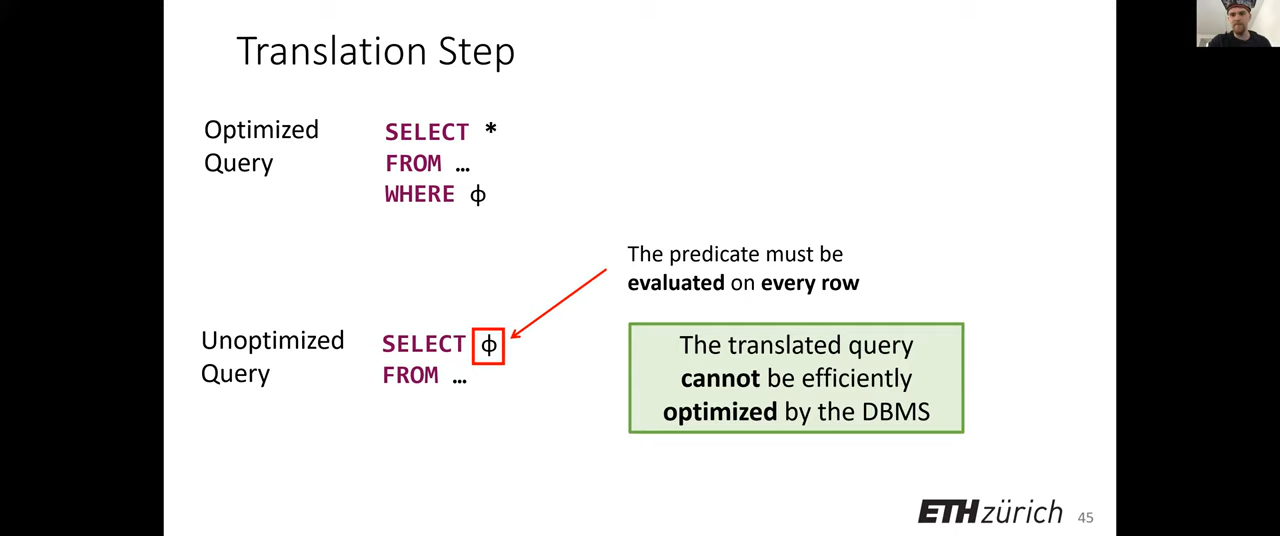 Translation Step
Optimized
Query
SELECT *
FROM …
WHERE ϕ
The predicate must be
evaluated on every row
Unoptimized
Query
SELECT ϕ
FROM …
The translated query
cannot be efficiently
optimized by the DBMS
ETH zürich
45